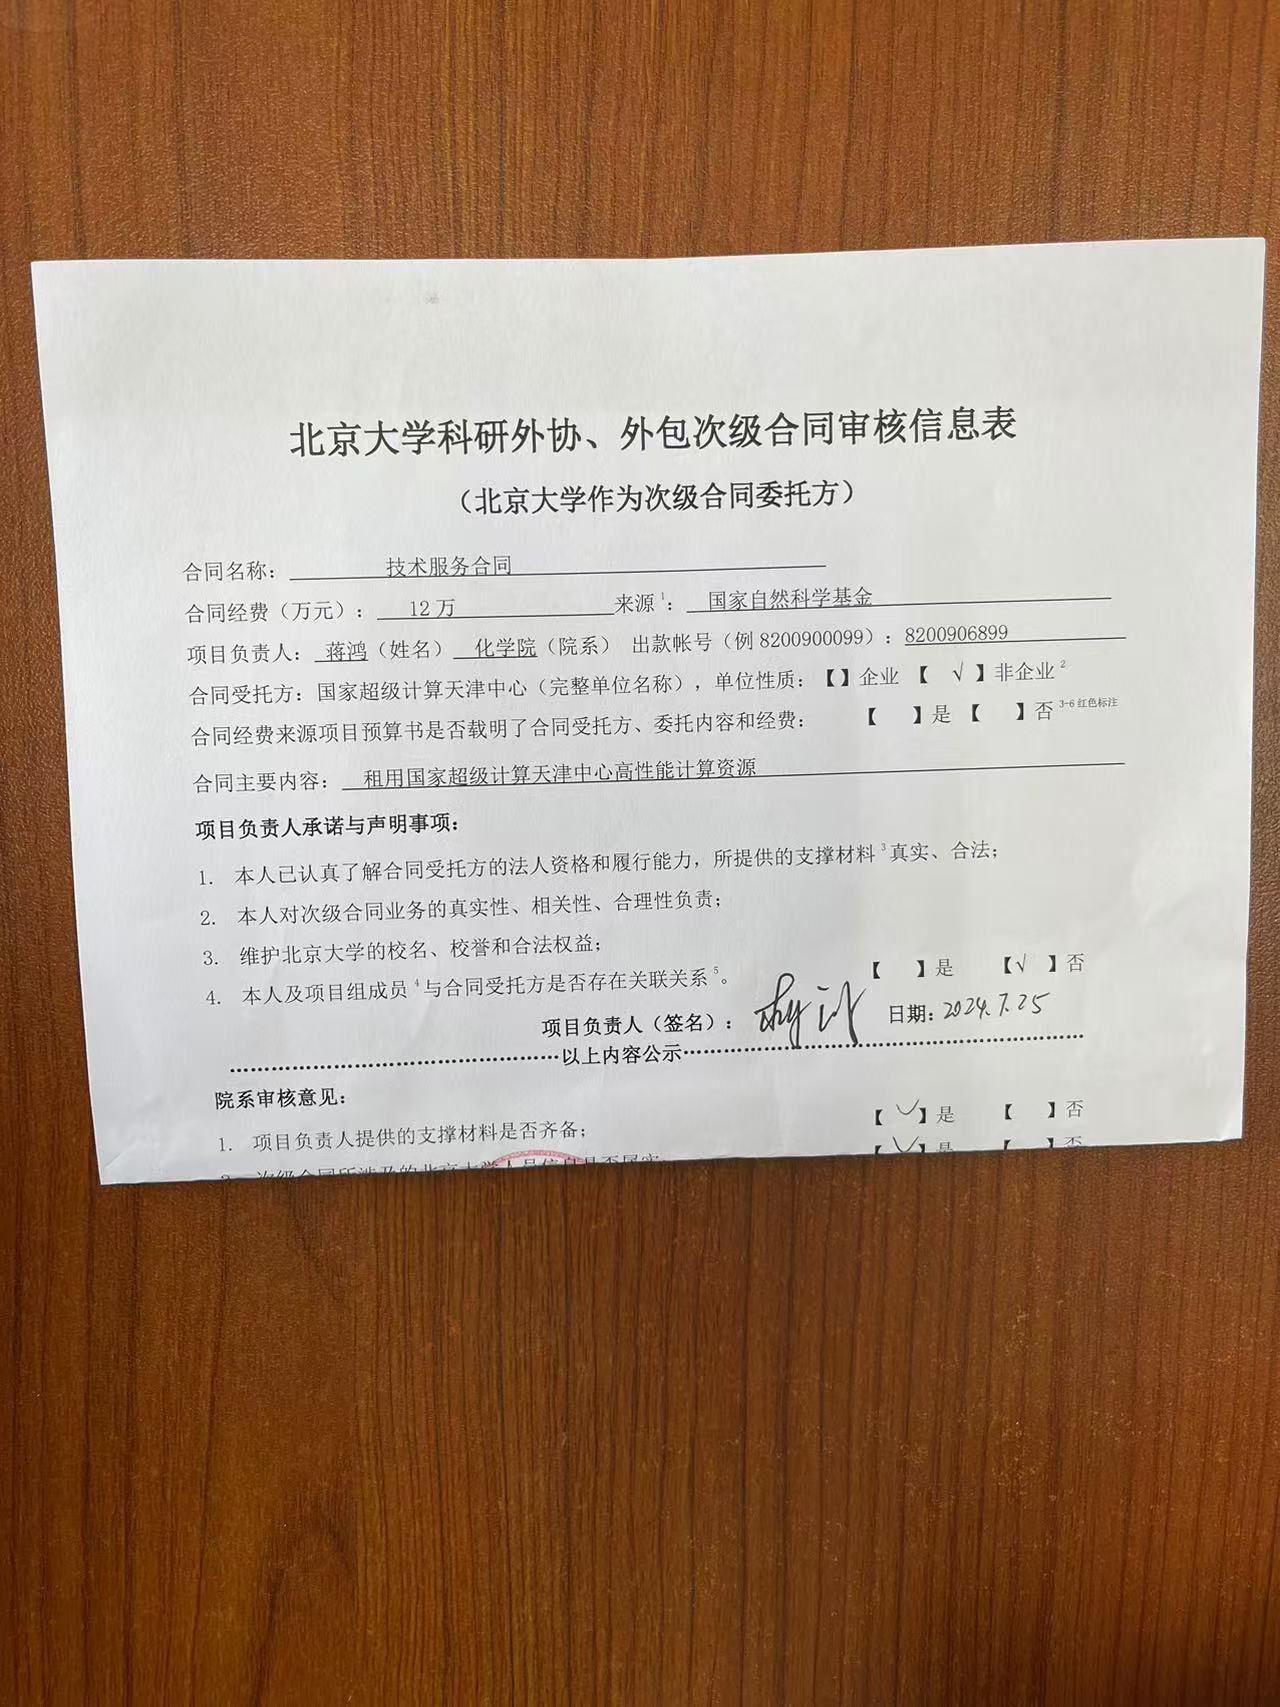 北京大学科研外协、外包次级合同审核信息表
（北京大学作为次级合同委托方）
合同名称： 技术服务合同
合同经费（万元）： 12万 来源1： 国家自然科学基金
项目负责人： 蒋鸿（姓名） 化学院（院系） 出款帐号（例8200900099）：8200906899
合同受托方：国家超级计算天津中心（完整单位名称），单位性质：【】企业 【 √ 】非企业2
合同经费来源项目预算书是否载明了合同受托方、委托内容和经费： 【 】是 【 】否 3-6红色标注
合同主要内容： 租用国家超级计算天津中心高性能计算资源
项目负责人承诺与声明事项：
1. 本人已认真了解合同受托方的法人资格和履行能力，所提供的支撑材料3真实、合法；
2. 本人对次级合同业务的真实性、相关性、合理性负责；
3. 维护北京大学的校名、校誉和合法权益；
4. 本人及项目组成员4与合同受托方是否存在关联关系5。 【 】是 【√ 】否
项目负责人（签名）： 日期：2024.7.25
以上内容公示
院系审核意见：
1. 项目负责人提供的支撑材料是否齐备； 【√】是 【 】否